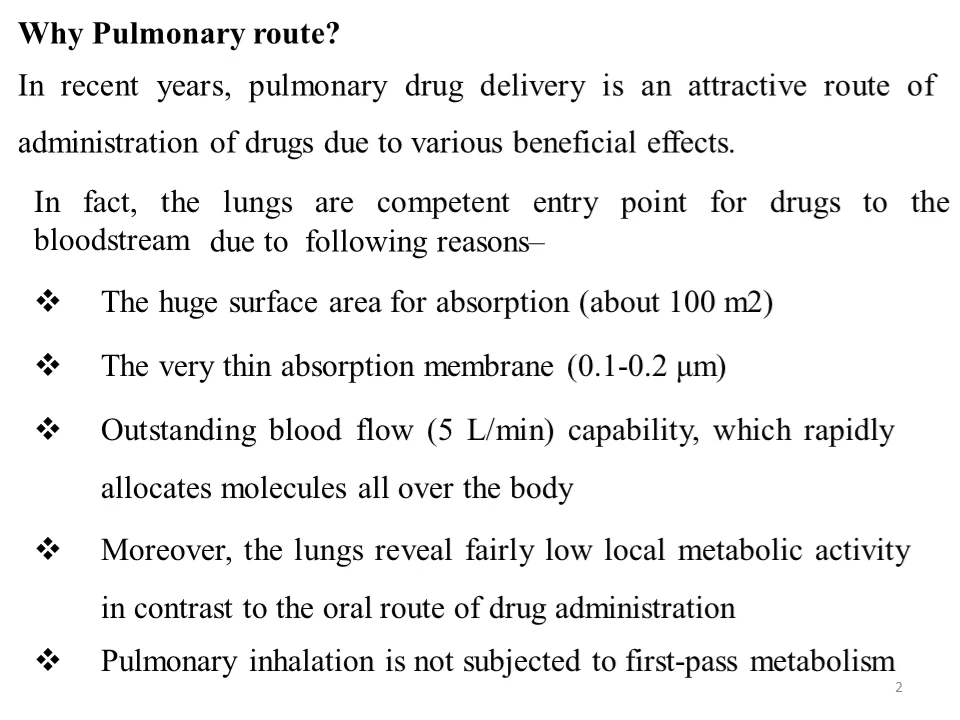 Why Pulmonary route?
In recent years, pulmonary drug delivery is an attractive route of
administration of drugs due to various beneficial effects.
In fact, the lungs are competent entry point for drugs to the
bloodstream due to following reasons–
❖ The huge surface area for absorption (about 100 m2)
❖ The very thin absorption membrane (0.1-0.2 μm)
❖ Outstanding blood flow (5 L/min) capability, which rapidly
allocates molecules all over the body
❖ Moreover, the lungs reveal fairly low local metabolic activity
in contrast to the oral route of drug administration
❖ Pulmonary inhalation is not subjected to first-pass metabolism
2